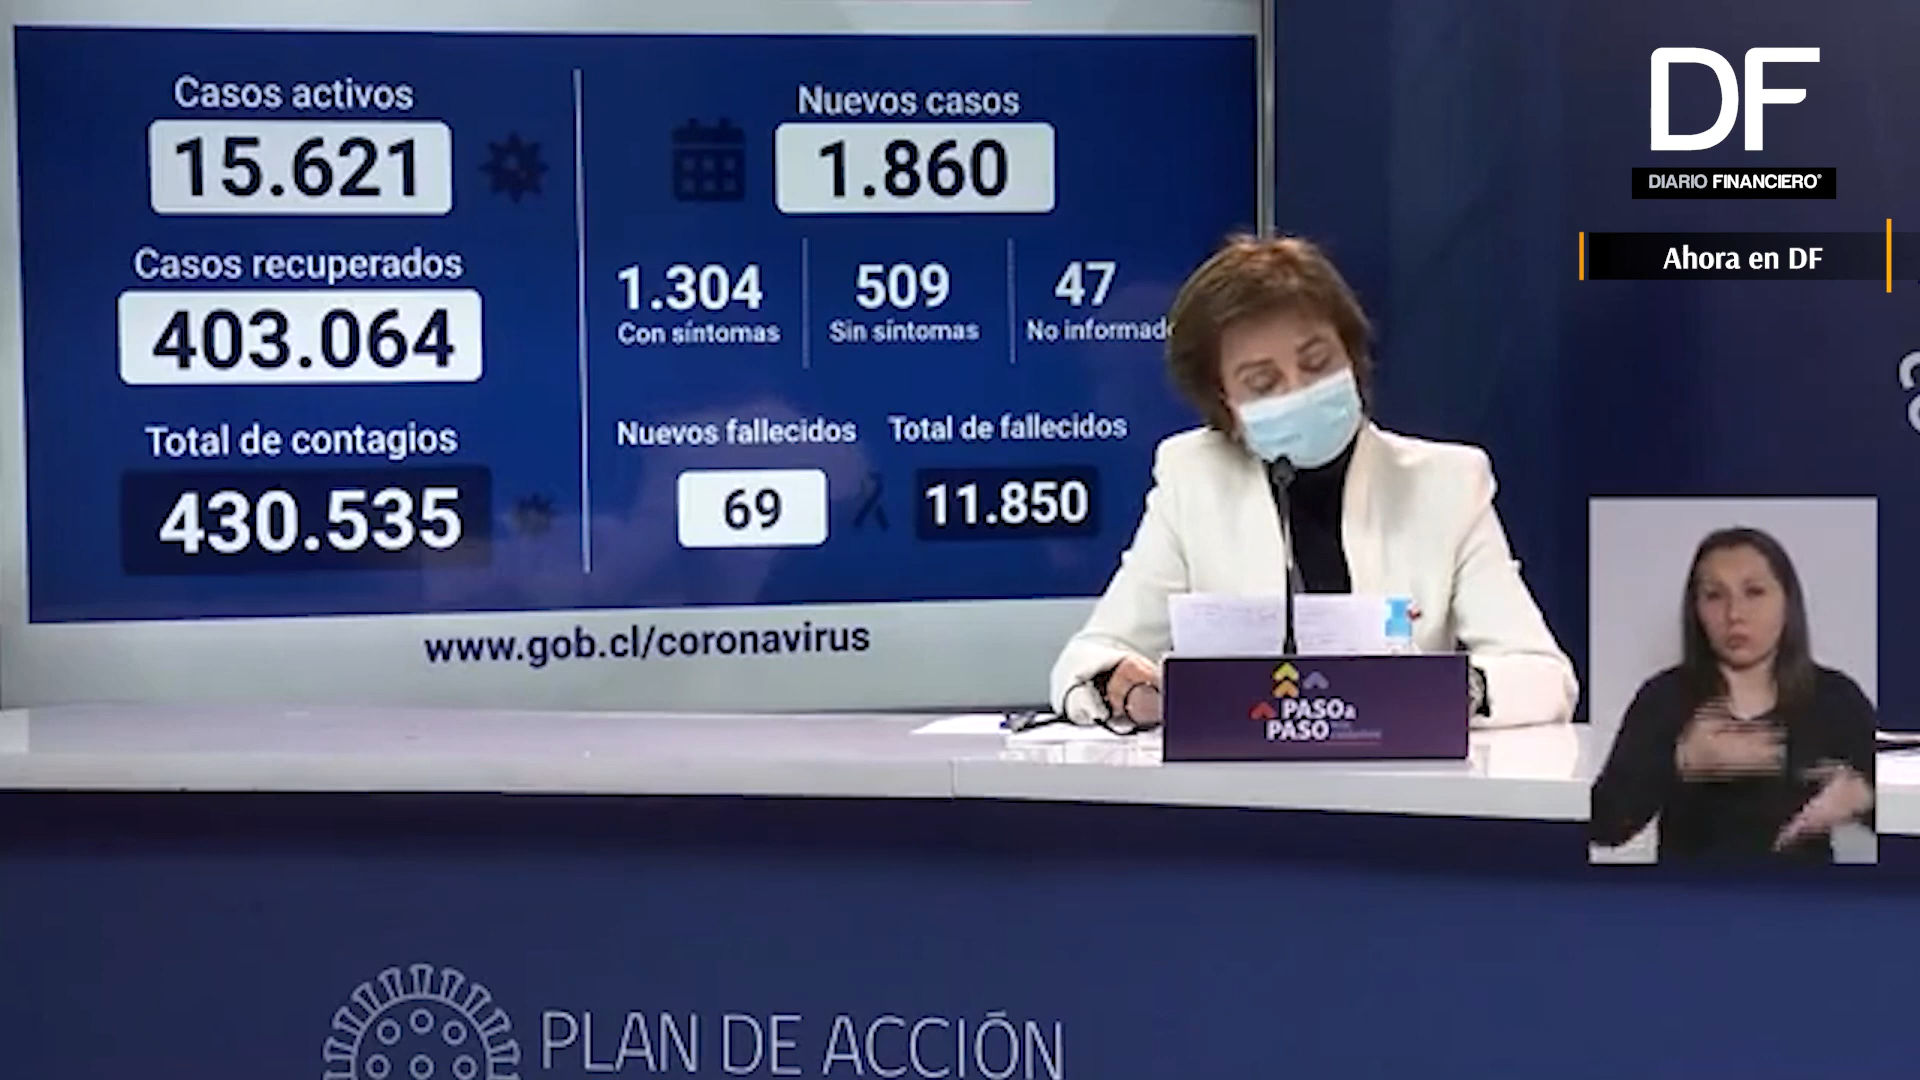 Casos activos
15.621
Casos recuperados
403.064
Total de contagios
430.535
Nuevos casos
1.860
1.304
Con síntomas
509
Sin síntomas
47
No informado
Nuevos fallecidos
69
Total de fallecidos
11.850
www.gob.cl/coronavirus
DF
DIARIO FINANCIERO®
Ahora en DF
PASO a
PASO
PLAN DE ACCIÓN